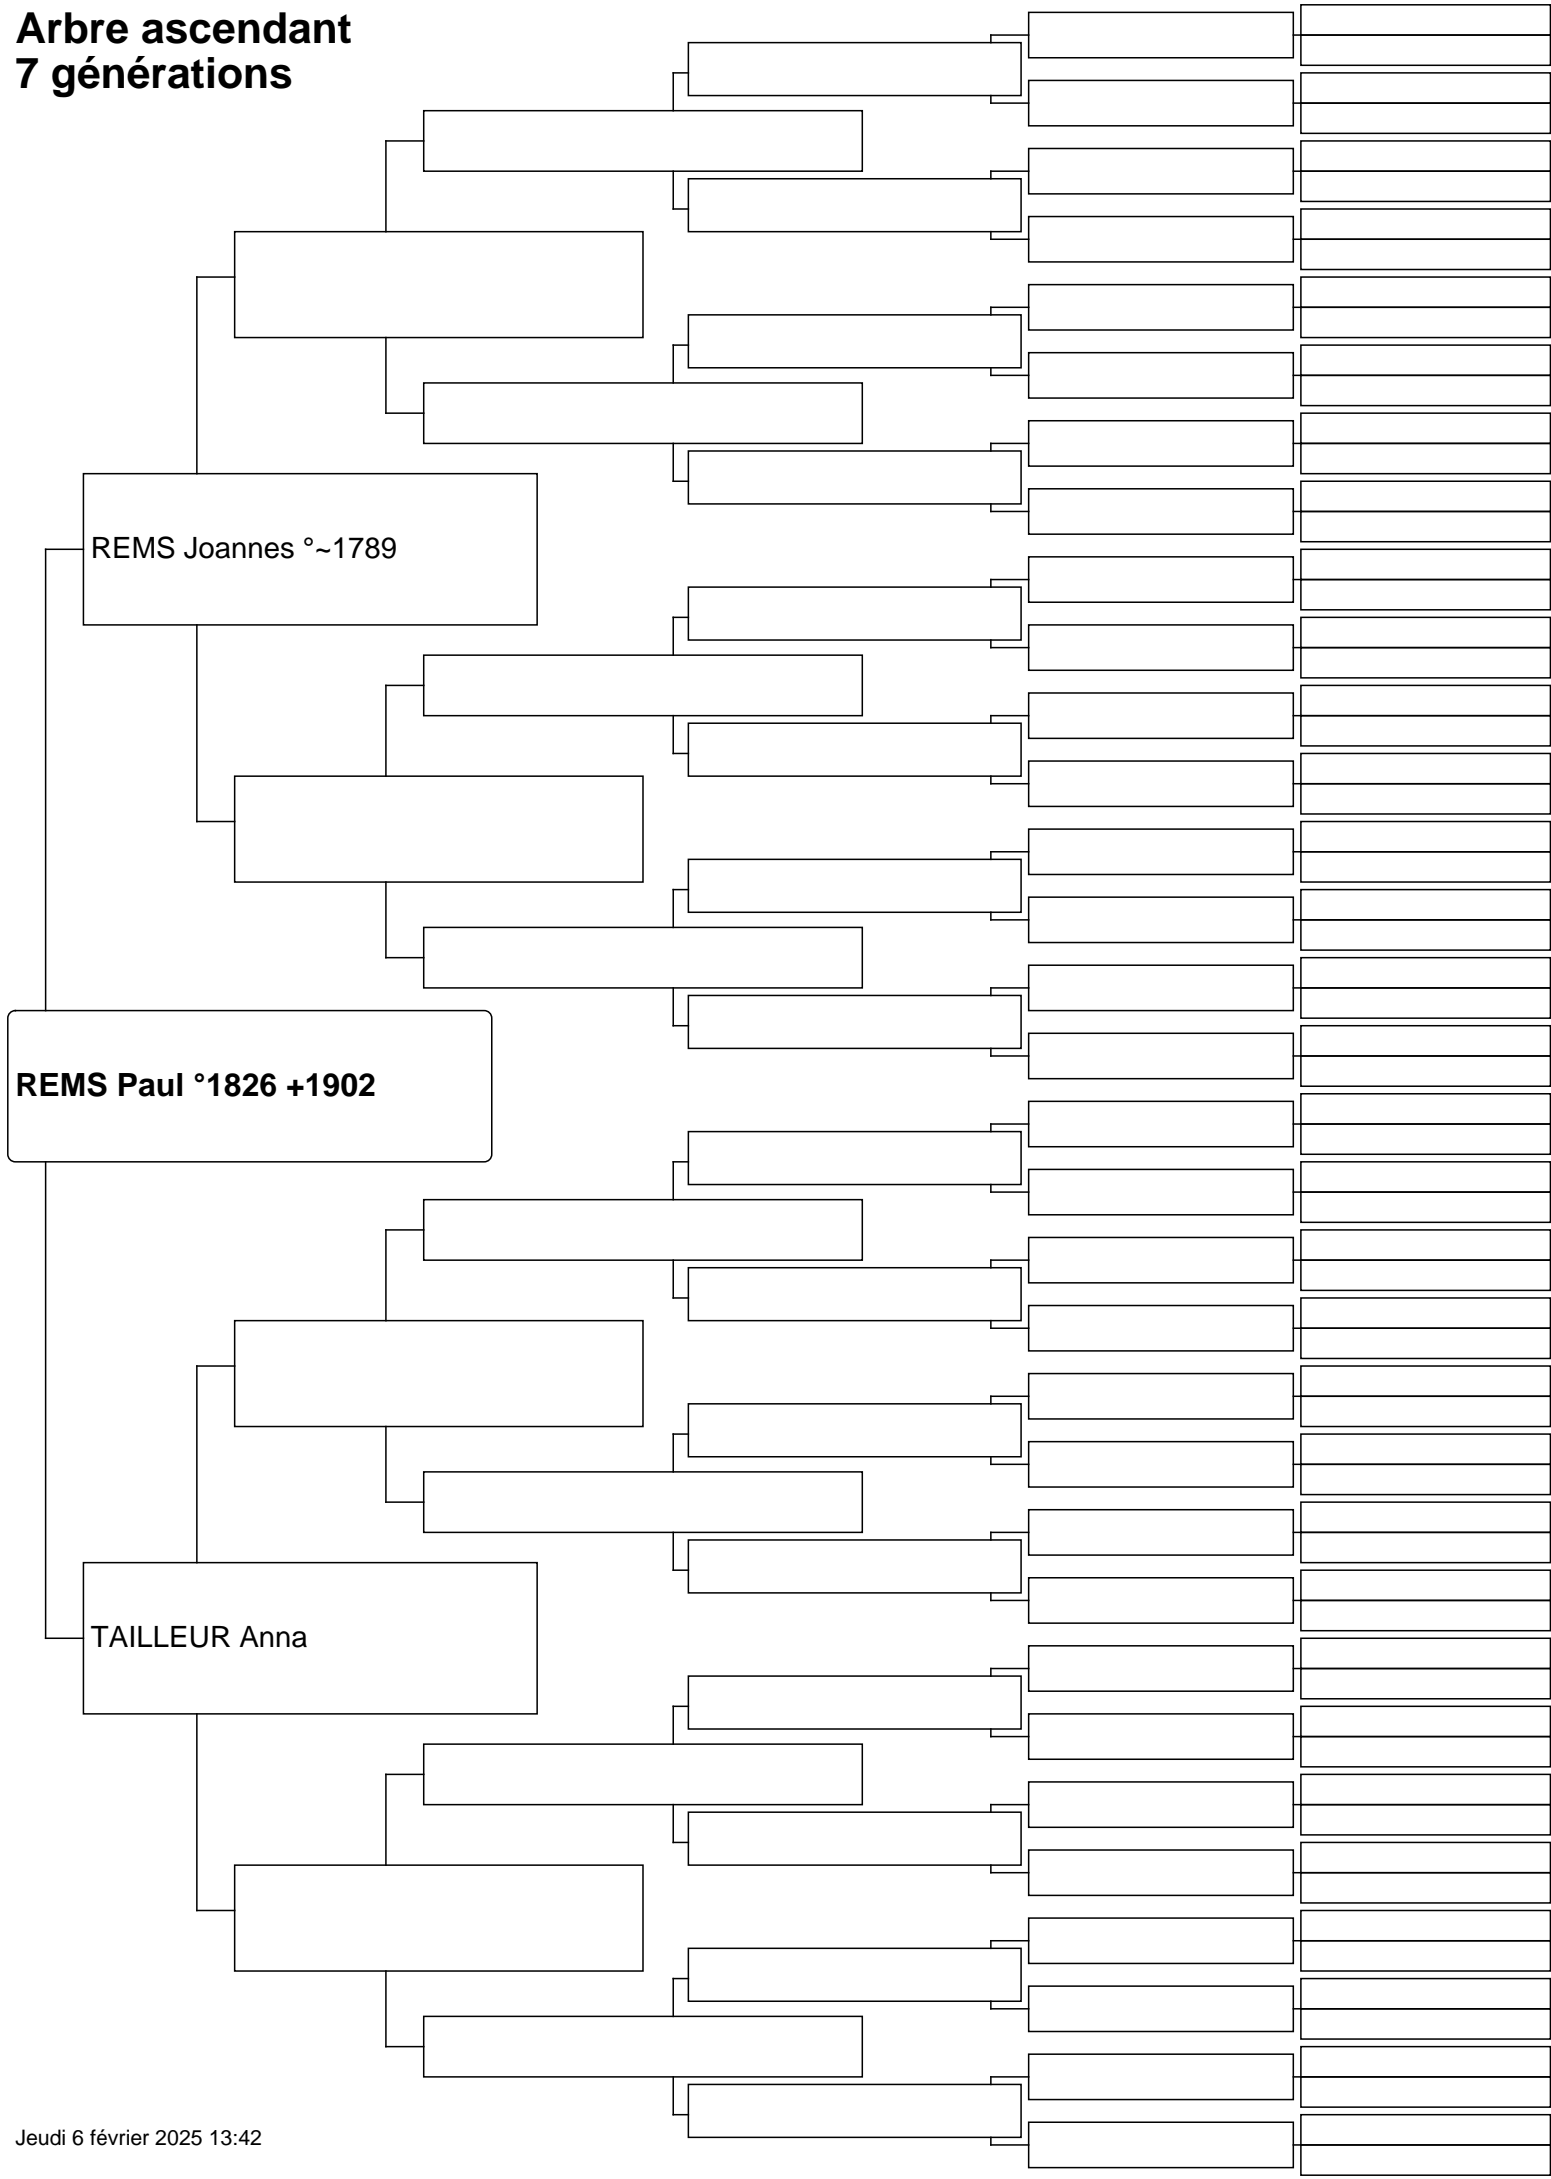 Arbre ascendant
7 générations
REMS Joannes °~1789
REMS Paul °1826 +1902
TAILLEUR Anna
Jeudi 6 février 2025 13:42